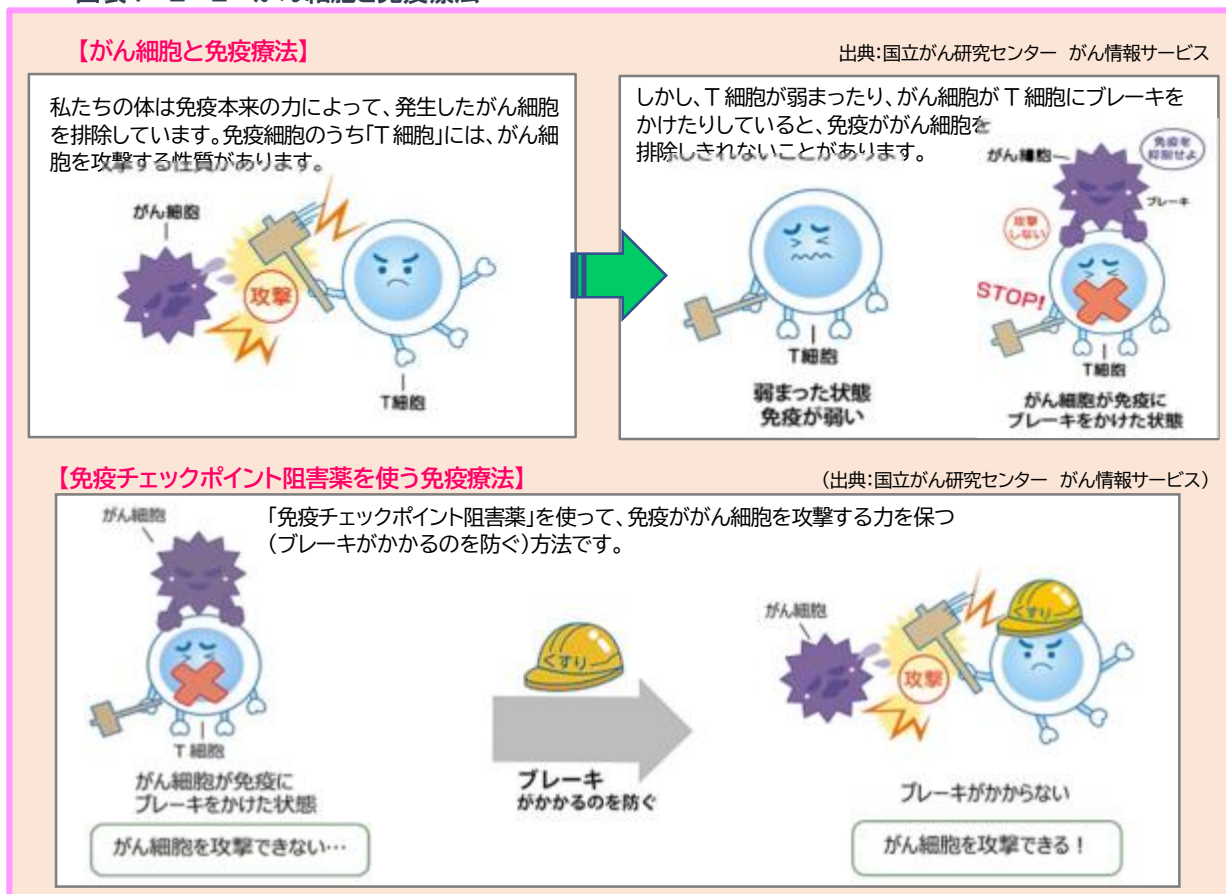 【がん細胞と免疫療法】
出典:国立がん研究センター がん情報サービス
私たちの体は免疫本来の力によって、発生したがん細胞
を排除しています。免疫細胞のうち「T細胞」には、がん細
胞を攻撃する性質があります。
がん細胞
攻撃
T細胞
しかし、T細胞が弱まったり、がん細胞がT細胞にブレーキを
かけたりしていると、免疫ががん細胞を
排除しきれないことがあります。
T細胞
弱まった状態
免疫が弱い
がん細胞
免疫を
抑制せよ
ブレーキ
攻撃
しない
STOP!
T細胞
がん細胞が免疫に
ブレーキをかけた状態
【免疫チェックポイント阻害薬を使う免疫療法】
(出典:国立がん研究センター がん情報サービス)
「免疫チェックポイント阻害薬」を使って、免疫ががん細胞を攻撃する力を保つ
(ブレーキがかかるのを防ぐ)方法です。
がん細胞
T細胞
がん細胞が免疫に
ブレーキをかけた状態
がん細胞を攻撃できない…
くすり
ブレーキ
がかかるのを防ぐ
がん細胞
くすり
攻撃
ブレーキがかからない
がん細胞を攻撃できる!